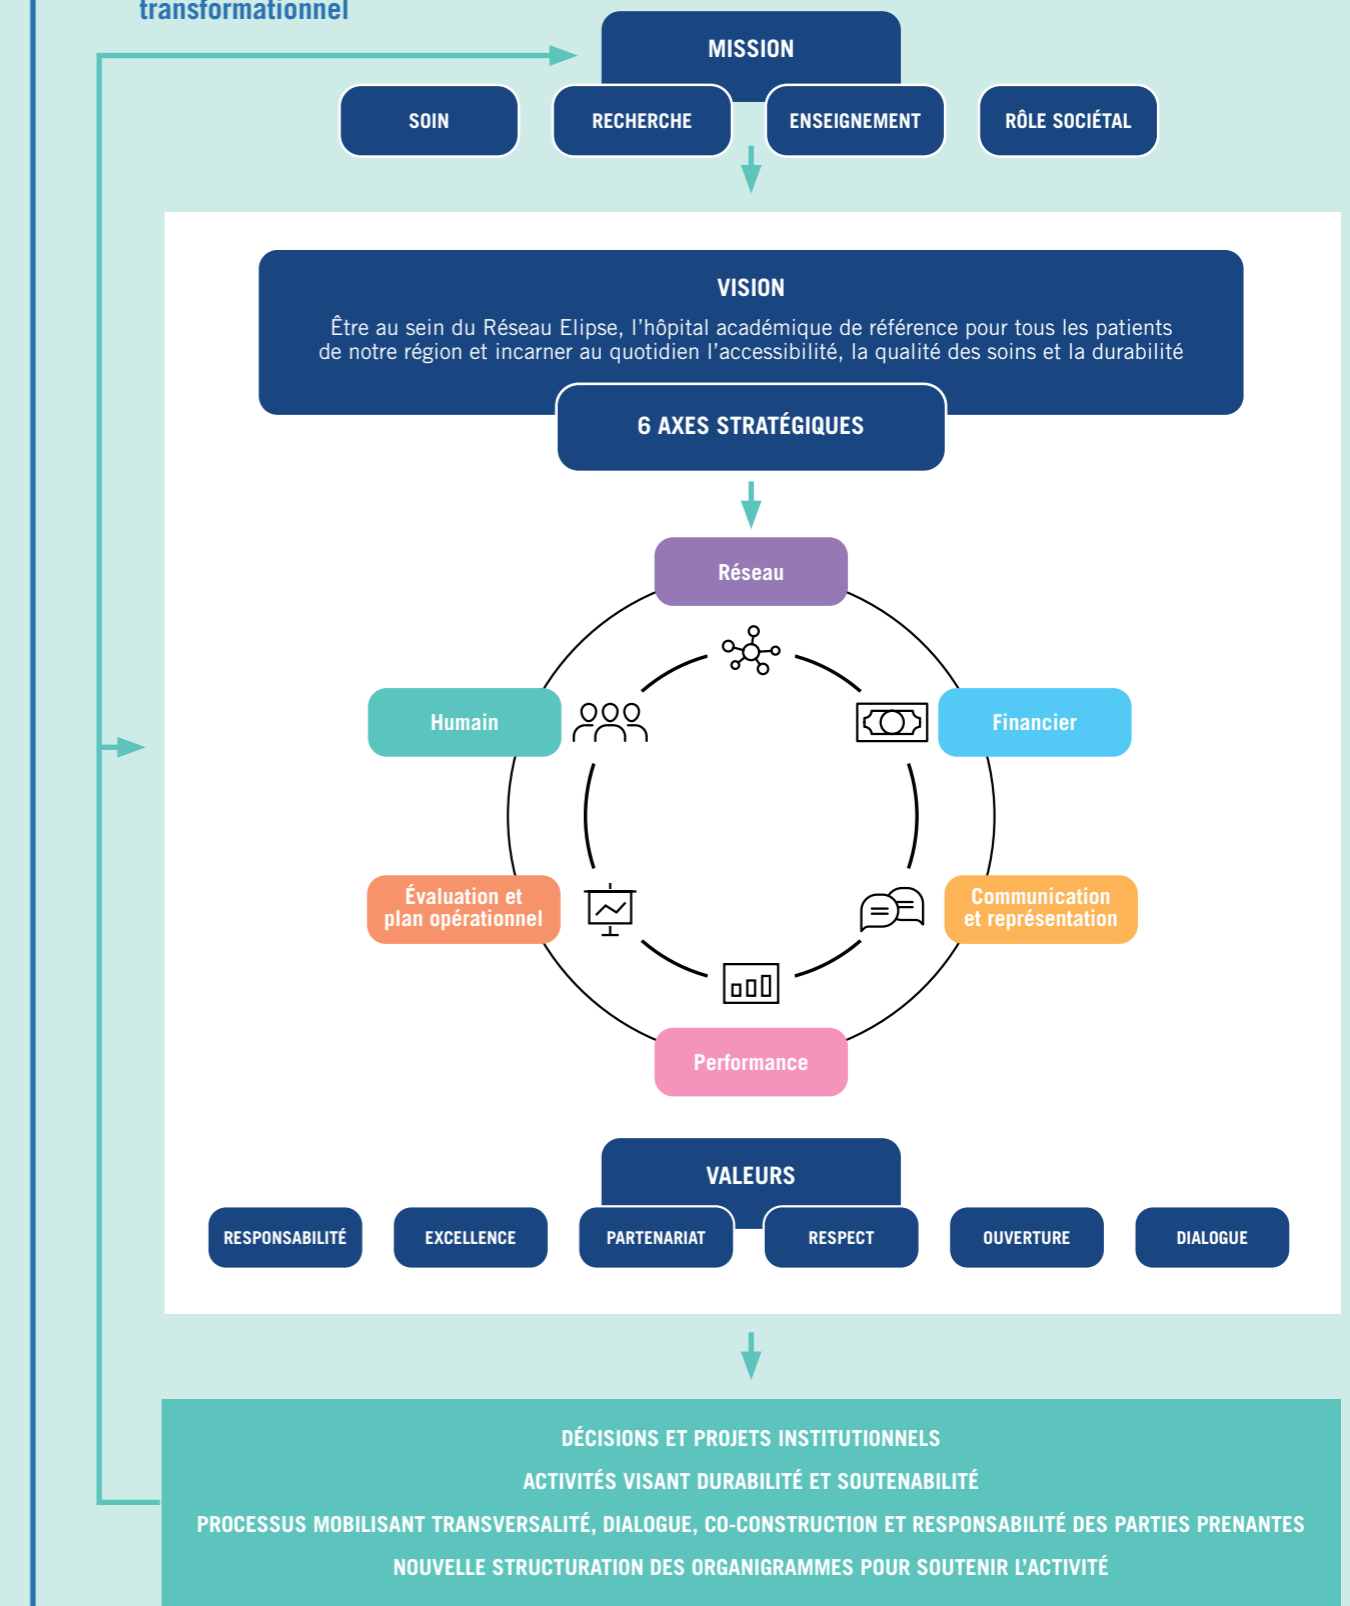 transformationnel
MISSION
SOIN
RECHERCHE
ENSEIGNEMENT
RÔLE SOCIÉTAL
VISION
Être au sein du Réseau Elipse, l’hôpital académique de référence pour tous les patients
de notre région et incarner au quotidien l’accessibilité, la qualité des soins et la durabilité
6 AXES STRATÉGIQUES
Réseau
Humain
Financier
Évaluation et
plan opérationnel
Communication
et représentation
Performance
VALEURS
RESPONSABILITÉ
EXCELLENCE
PARTENARIAT
RESPECT
OUVERTURE
DIALOGUE
DÉCISIONS ET PROJETS INSTITUTIONNELS
ACTIVITÉS VISANT DURABILITÉ ET SOUTENABILITÉ
PROCESSUS MOBILISANT TRANSVERSALITÉ, DIALOGUE, CO-CONSTRUCTION ET RESPONSABILITÉ DES PARTIES PRENANTES
NOUVELLE STRUCTURATION DES ORGANIGRAMMES POUR SOUTENIR L’ACTIVITÉ